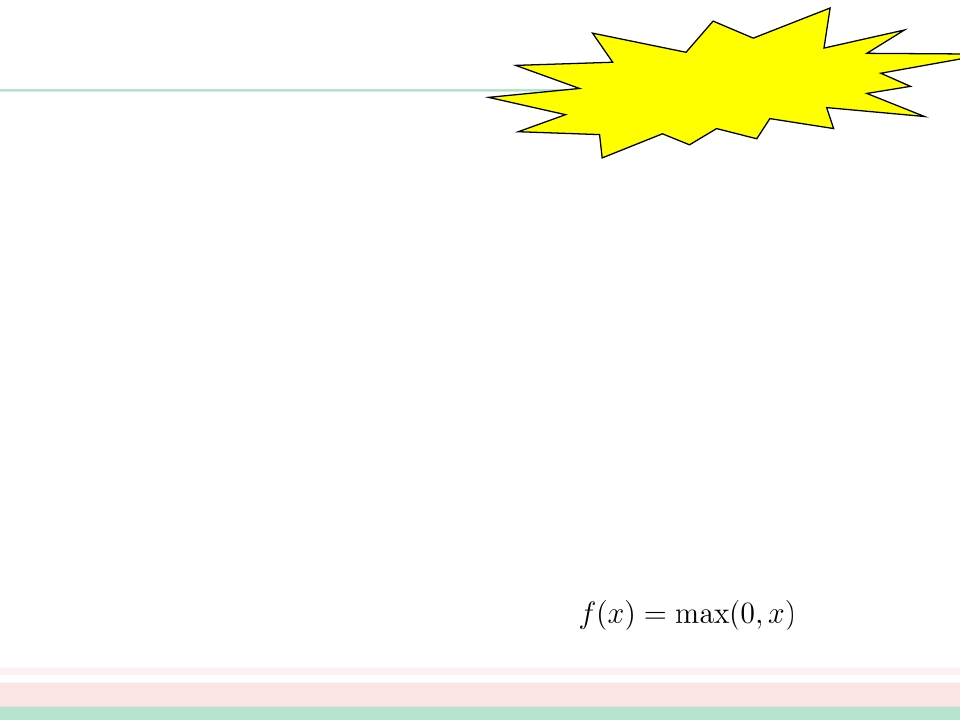 f(x) = max(0, x)